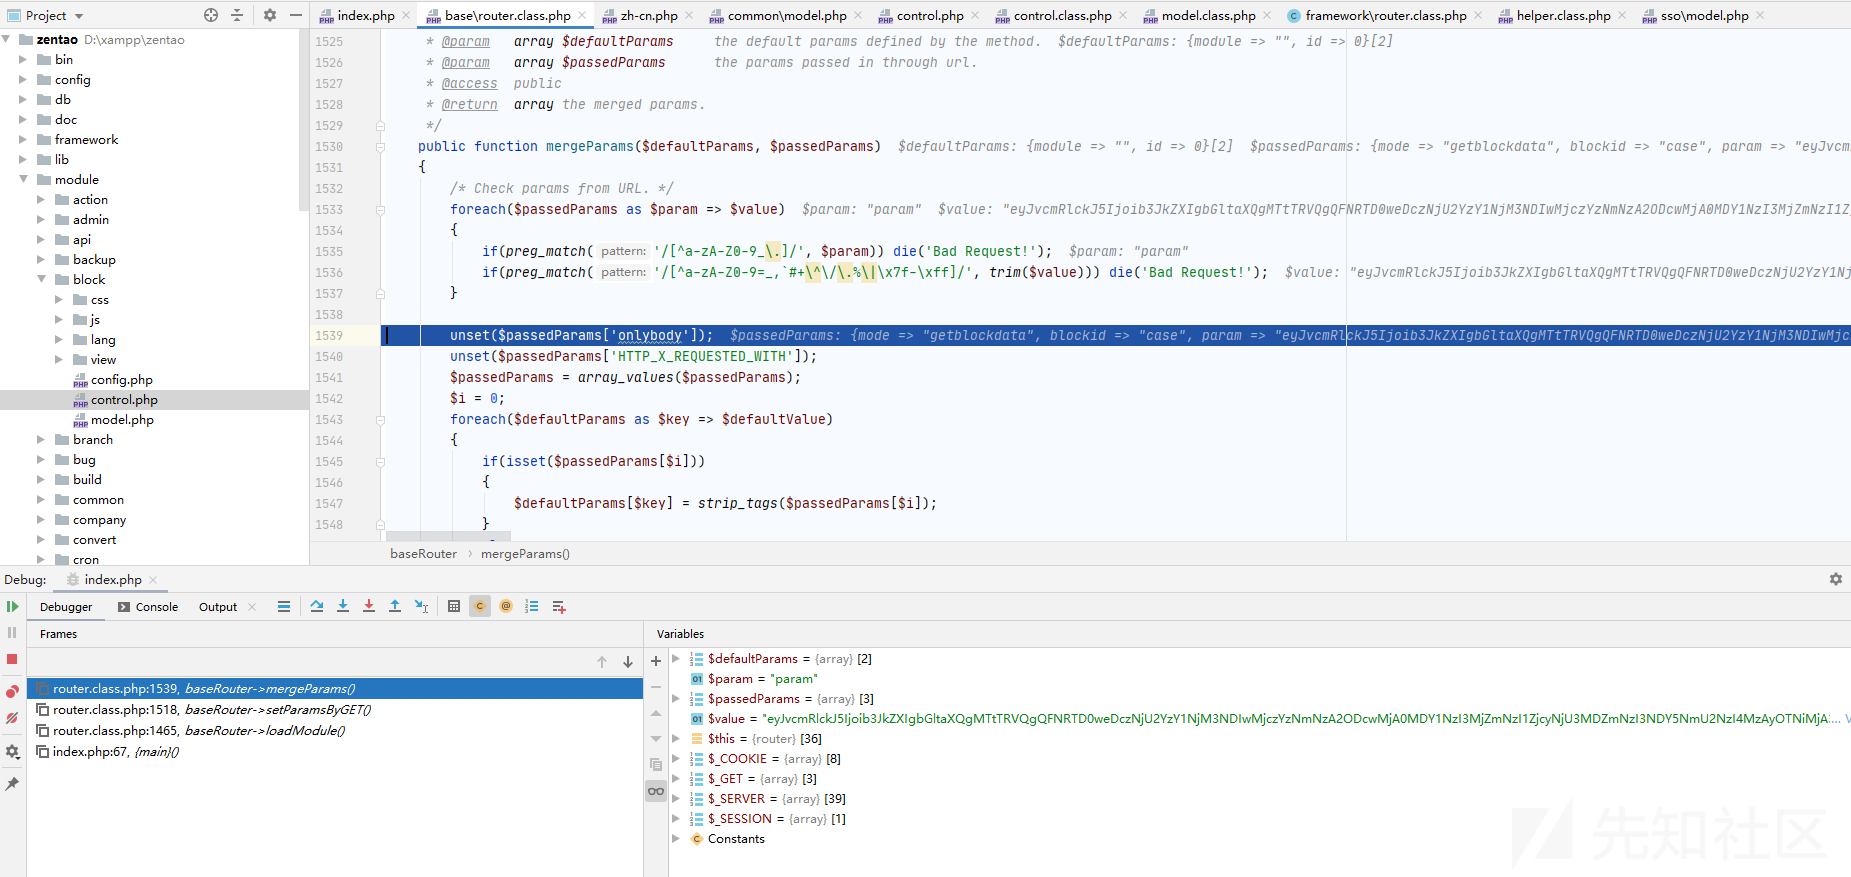 Project
index.php
base\router.class.php
zh-cn.php
common\model.php
control.php
control.class.php
model.class.php
framework\router.class.php
helper.class.php
sso\model.php
zentao D:\xampp\zentao
bin
config
db
doc
framework
lib
module
action
admin
api
backup
block
css
js
lang
view
config.php
control.php
model.php
branch
bug
build
common
company
convert
cron
1525 * @param array $defaultParams the default params defined by the method. $defaultParams: {module => "", id => 0}[2]
1526 * @param array $passedParams the params passed in through url.
1527 * @access public
1528 * @return array the merged params.
1529 */
1530 public function mergeParams($defaultParams, $passedParams) $defaultParams: {module => "", id => 0}[2] $passedParams: {mode => "getblockdata", blockid => "case", param => "eyJvcm
1531 {
1532 /* Check params from URL. */
1533 foreach($passedParams as $param => $value) $param: "param" $value:
1534 {
1535 if(preg_match( pattern: '/[^a-zA-Z0-9_\.]/', $param)) die('Bad Request!'); $param: "param"
1536 if(preg_match( pattern: '/[^a-zA-Z0-9=_,`#+\^\/\.%\|\x7f-\xff]/', trim($value))) die('Bad Request!'); $value:
1537 }
1538
1539 unset($passedParams['onlybody']); $passedParams: {mode => "getblockdata", blockid => "case", param =>
1540 unset($passedParams['HTTP_X_REQUESTED_WITH']);
1541 $passedParams = array_values($passedParams);
1542 $i = 0;
1543 foreach($defaultParams as $key => $defaultValue)
1544 {
1545 if(isset($passedParams[$i]))
1546 {
1547 $defaultParams[$key] = strip_tags($passedParams[$i]);
1548 }
baseRouter › mergeParams()
Debug: index.php
Debugger Console Output
Frames
router.class.php:1539, baseRouter->mergeParams()
router.class.php:1518, baseRouter->setParamsByGET()
router.class.php:1465, baseRouter->loadModule()
index.php:67, {main}()
Variables
$defaultParams = {array} [2]
$param = "param"
$passedParams = {array} [3]
$value =
$this = {router} [36]
$_COOKIE = {array} [8]
$_GET = {array} [3]
$_SERVER = {array} [39]
$_SESSION = {array} [1]
Constants
先知社区